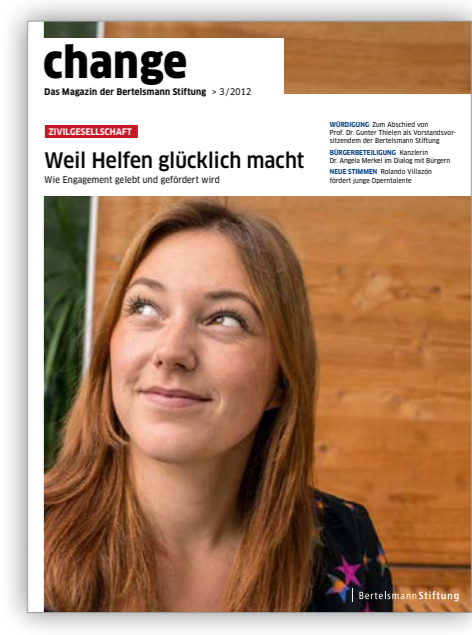 change
Das Magazin der Bertelsmann Stiftung > 3/2012
ZIVILGESELLSCHAFT
Weil Helfen glücklich macht
Wie Engagement gelebt und gefördert wird
WÜRDIGUNG Zum Abschied von
Prof. Dr. Gunter Thielen als Vorstandsvor-
sitzendem der Bertelsmann Stiftung
BÜRGERBETEILIGUNG Kanzlerin
Dr. Angela Merkel im Dialog mit Bürgern
NEUE STIMMEN Rolando Villazón
fördert junge Operntalente
BertelsmannStiftung